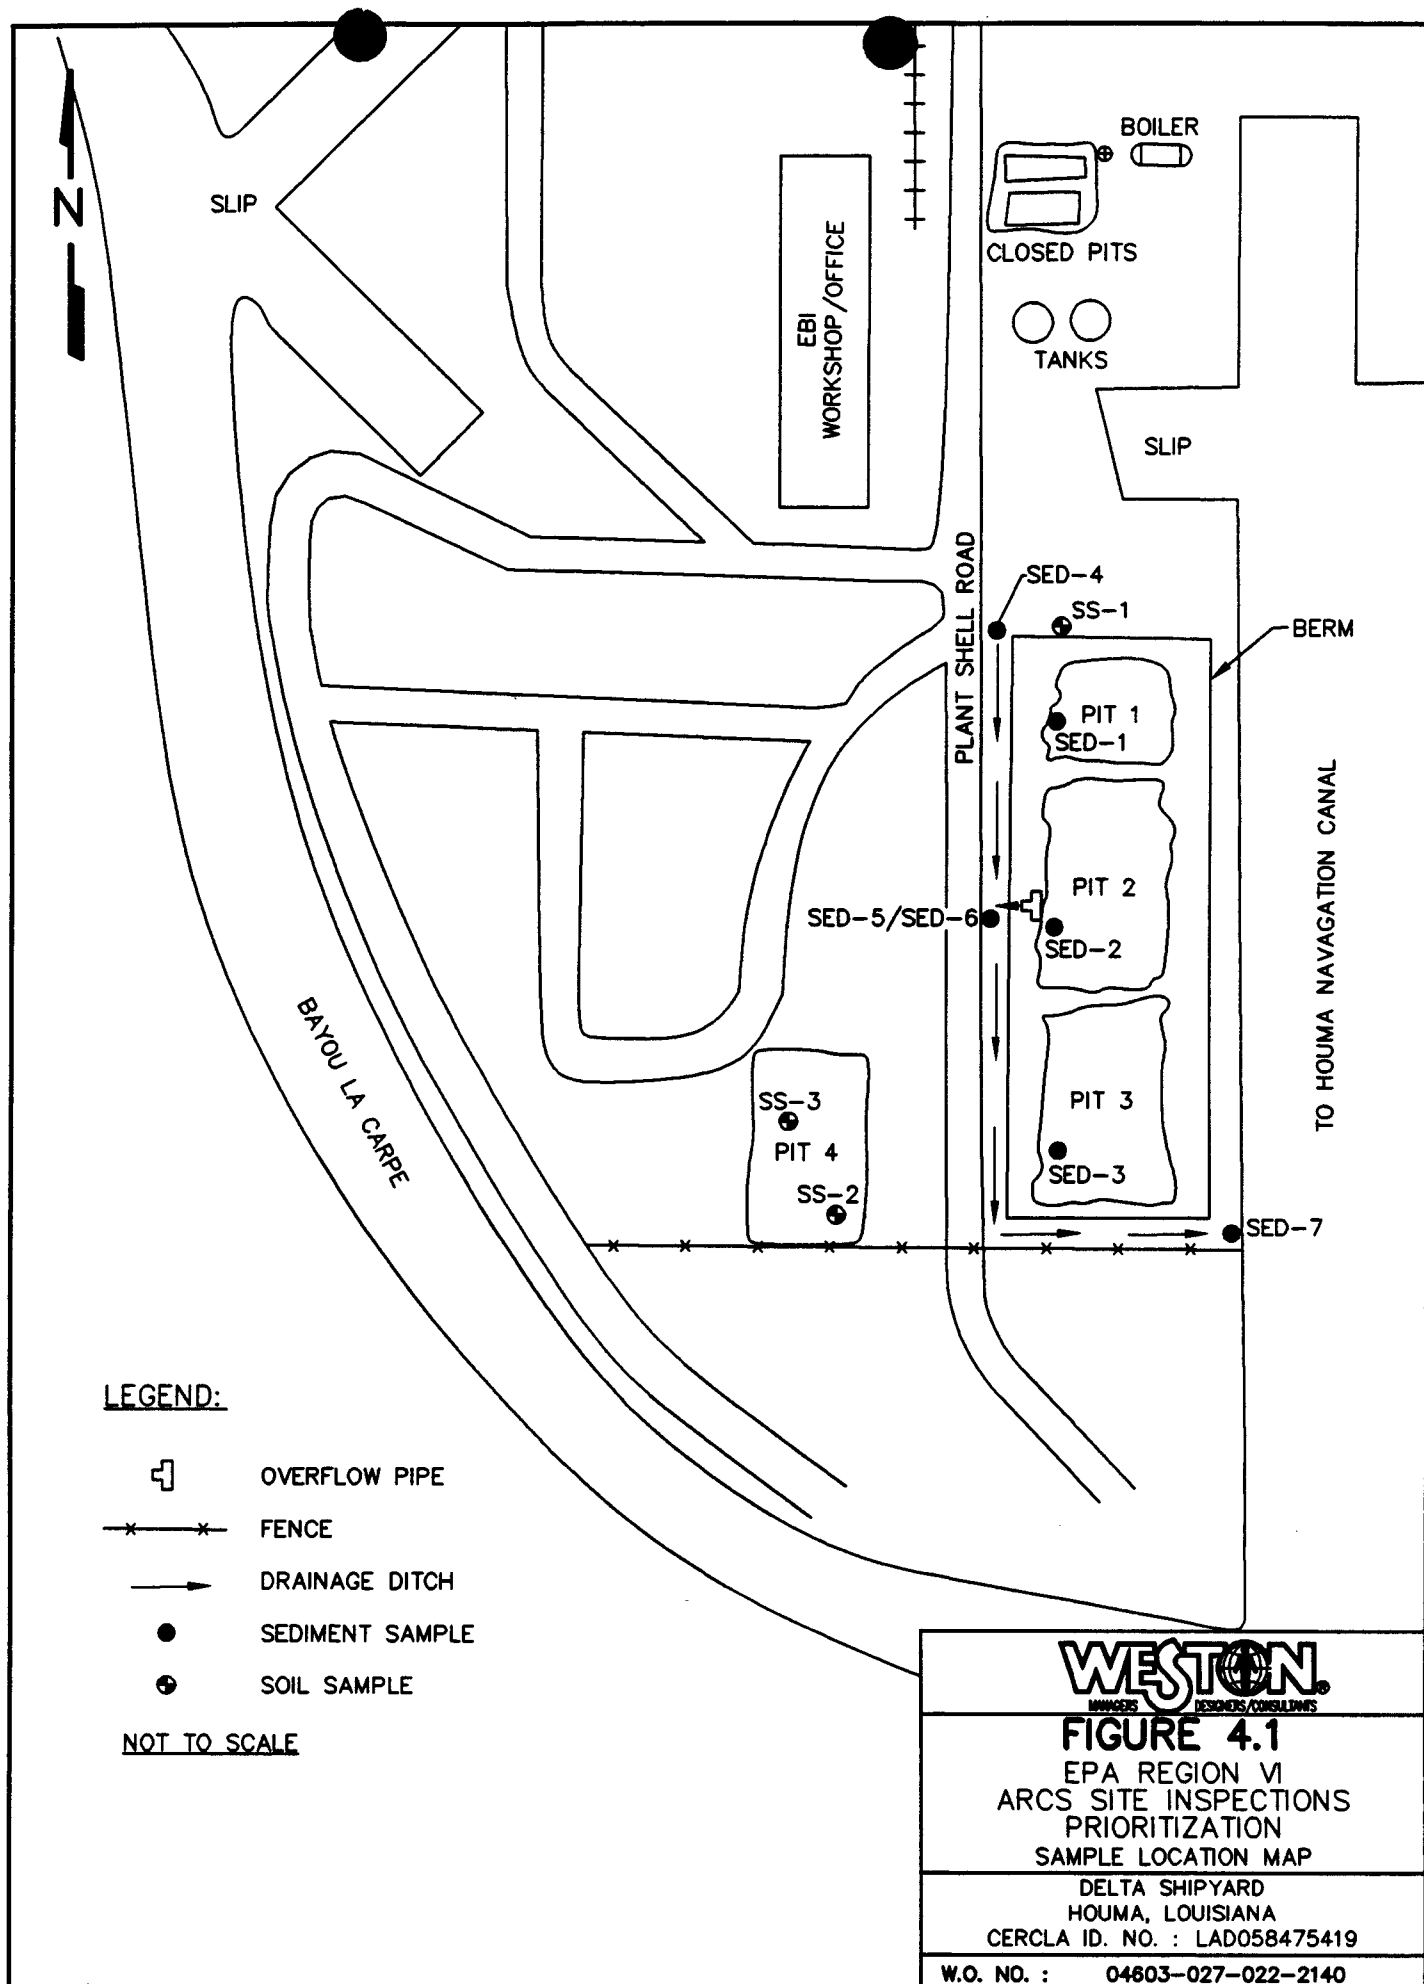 BOILER
N
SLIP
CLOSED PITS
EBI
WORKSHOP/OFFICE
TANKS
SLIP
PLANT SHELL ROAD
SED-4
SS-1
BERM
PIT 1
SED-1
TO HOUMA NAVAGATION CANAL
PIT 2
SED-5/SED-6
SED-2
BAYOU LA CARPE
SS-3
PIT 3
PIT 4
SED-3
SS-2
SED-7
LEGEND:
OVERFLOW PIPE
FENCE
DRAINAGE DITCH
SEDIMENT SAMPLE
SOIL SAMPLE
NOT TO SCALE
WESTON®
MANAGERS DESIGNERS/CONSULTANTS
FIGURE 4.1
EPA REGION VI
ARCS SITE INSPECTIONS
PRIORITIZATION
SAMPLE LOCATION MAP
DELTA SHIPYARD
HOUMA, LOUISIANA
CERCLA ID. NO. : LAD058475419
W.O. NO. : 04603-027-022-2140